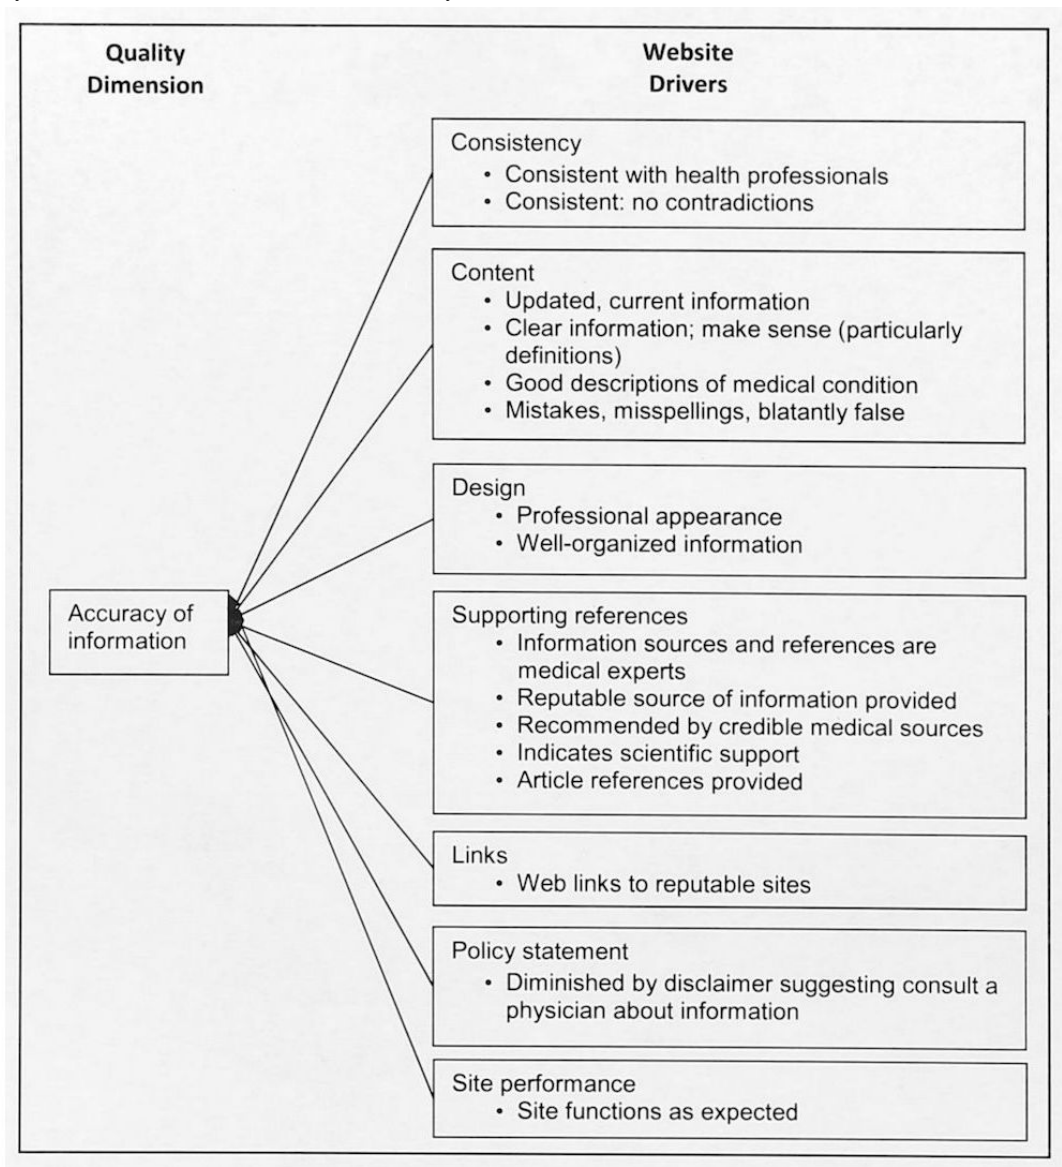 Quality
Dimension
Website
Drivers
Consistency
• Consistent with health professionals
• Consistent: no contradictions
Content
• Updated, current information
• Clear information; make sense (particularly
definitions)
• Good descriptions of medical condition
• Mistakes, misspellings, blatantly false
Design
• Professional appearance
• Well-organized information
Accuracy of
information
Supporting references
• Information sources and references are
medical experts
• Reputable source of information provided
• Recommended by credible medical sources
• Indicates scientific support
• Article references provided
Links
• Web links to reputable sites
Policy statement
• Diminished by disclaimer suggesting consult a
physician about information
Site performance
• Site functions as expected